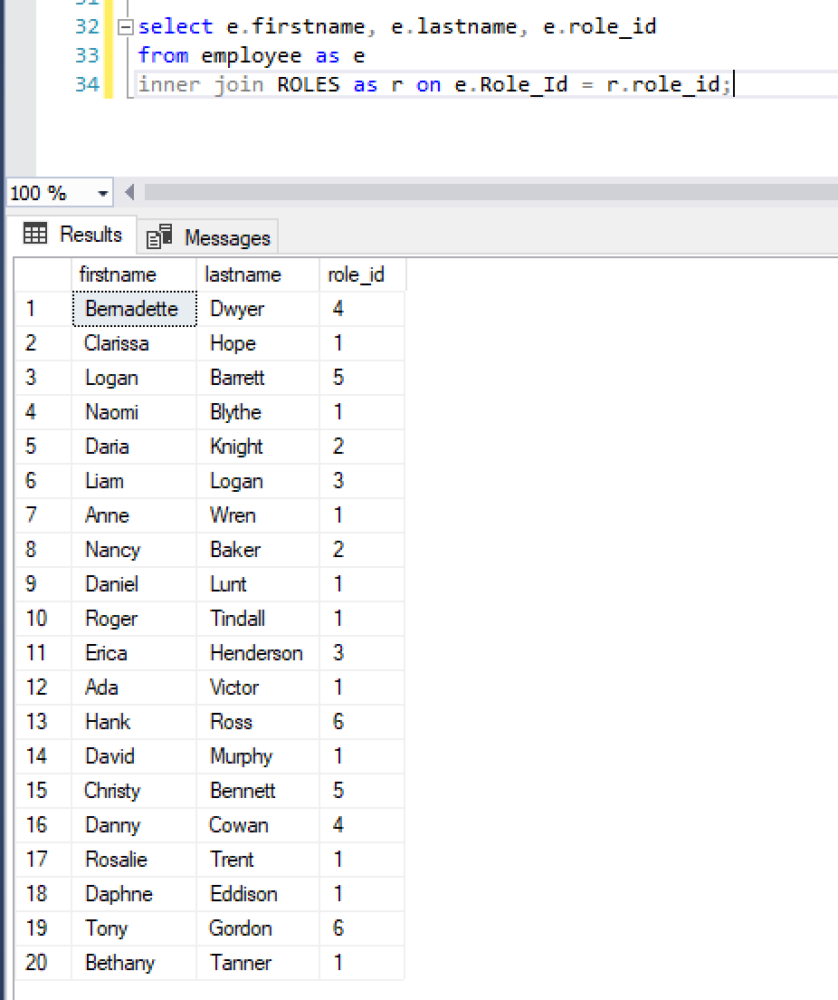 31
32 select e.firstname, e.lastname, e.role_id
33 from employee as e
34 inner join ROLES as r on e.Role_Id = r.role_id;
100 %
Results Messages
firstname lastname role_id
1 Bernadette Dwyer 4
2 Clarissa Hope 1
3 Logan Barrett 5
4 Naomi Blythe 1
5 Daria Knight 2
6 Liam Logan 3
7 Anne Wren 1
8 Nancy Baker 2
9 Daniel Lunt 1
10 Roger Tindall 1
11 Erica Henderson 3
12 Ada Victor 1
13 Hank Ross 6
14 David Murphy 1
15 Christy Bennett 5
16 Danny Cowan 4
17 Rosalie Trent 1
18 Daphne Eddison 1
19 Tony Gordon 6
20 Bethany Tanner 1